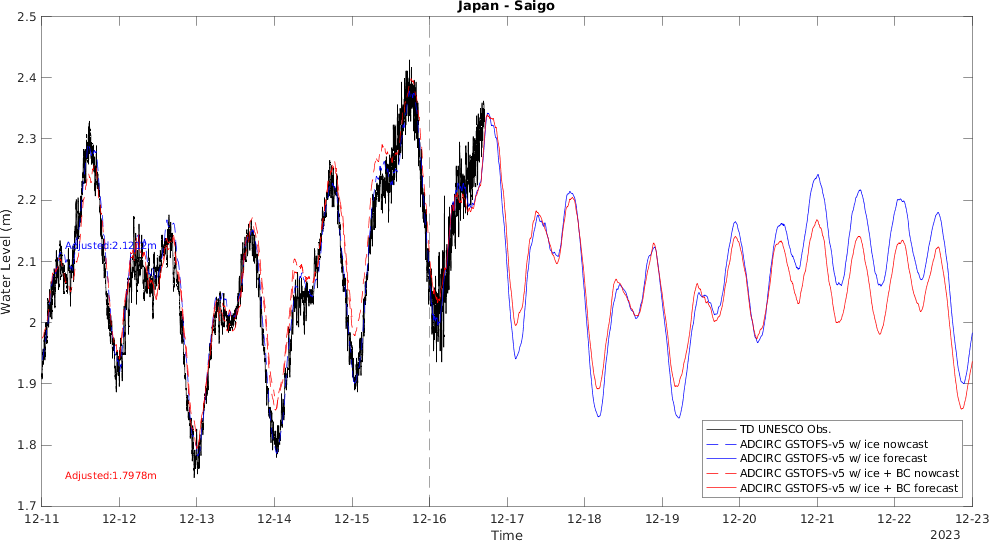 Japan - Saigo
2.5
2.4
2.3
2.2
2.1
2
1.9
1.8
1.7
Water Level (m)
Adjusted:1.7978m
TD UNESCO Obs.
ADCIRC GSTOFS-v5 w/ ice nowcast
ADCIRC GSTOFS-v5 w/ ice forecast
ADCIRC GSTOFS-v5 w/ ice + BC nowcast
ADCIRC GSTOFS-v5 w/ ice + BC forecast
12-11 12-12 12-13 12-14 12-15 12-16 12-17 12-18 12-19 12-20 12-21 12-22 12-23
Time
2023